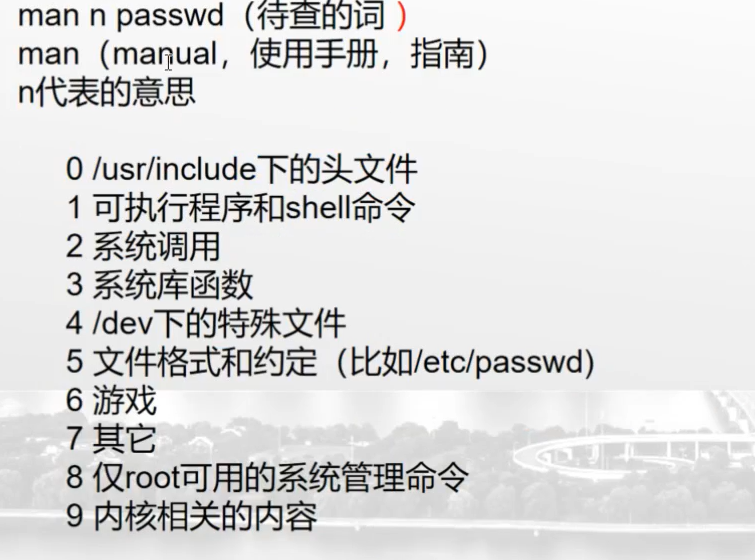 man n passwd（待查的词 ）
man（manual，使用手册，指南）
n代表的意思
0 /usr/include下的头文件
1 可执行程序和shell命令
2 系统调用
3 系统库函数
4 /dev下的特殊文件
5 文件格式和约定（比如/etc/passwd）
6 游戏
7 其它
8 仅root可用的系统管理命令
9 内核相关的内容